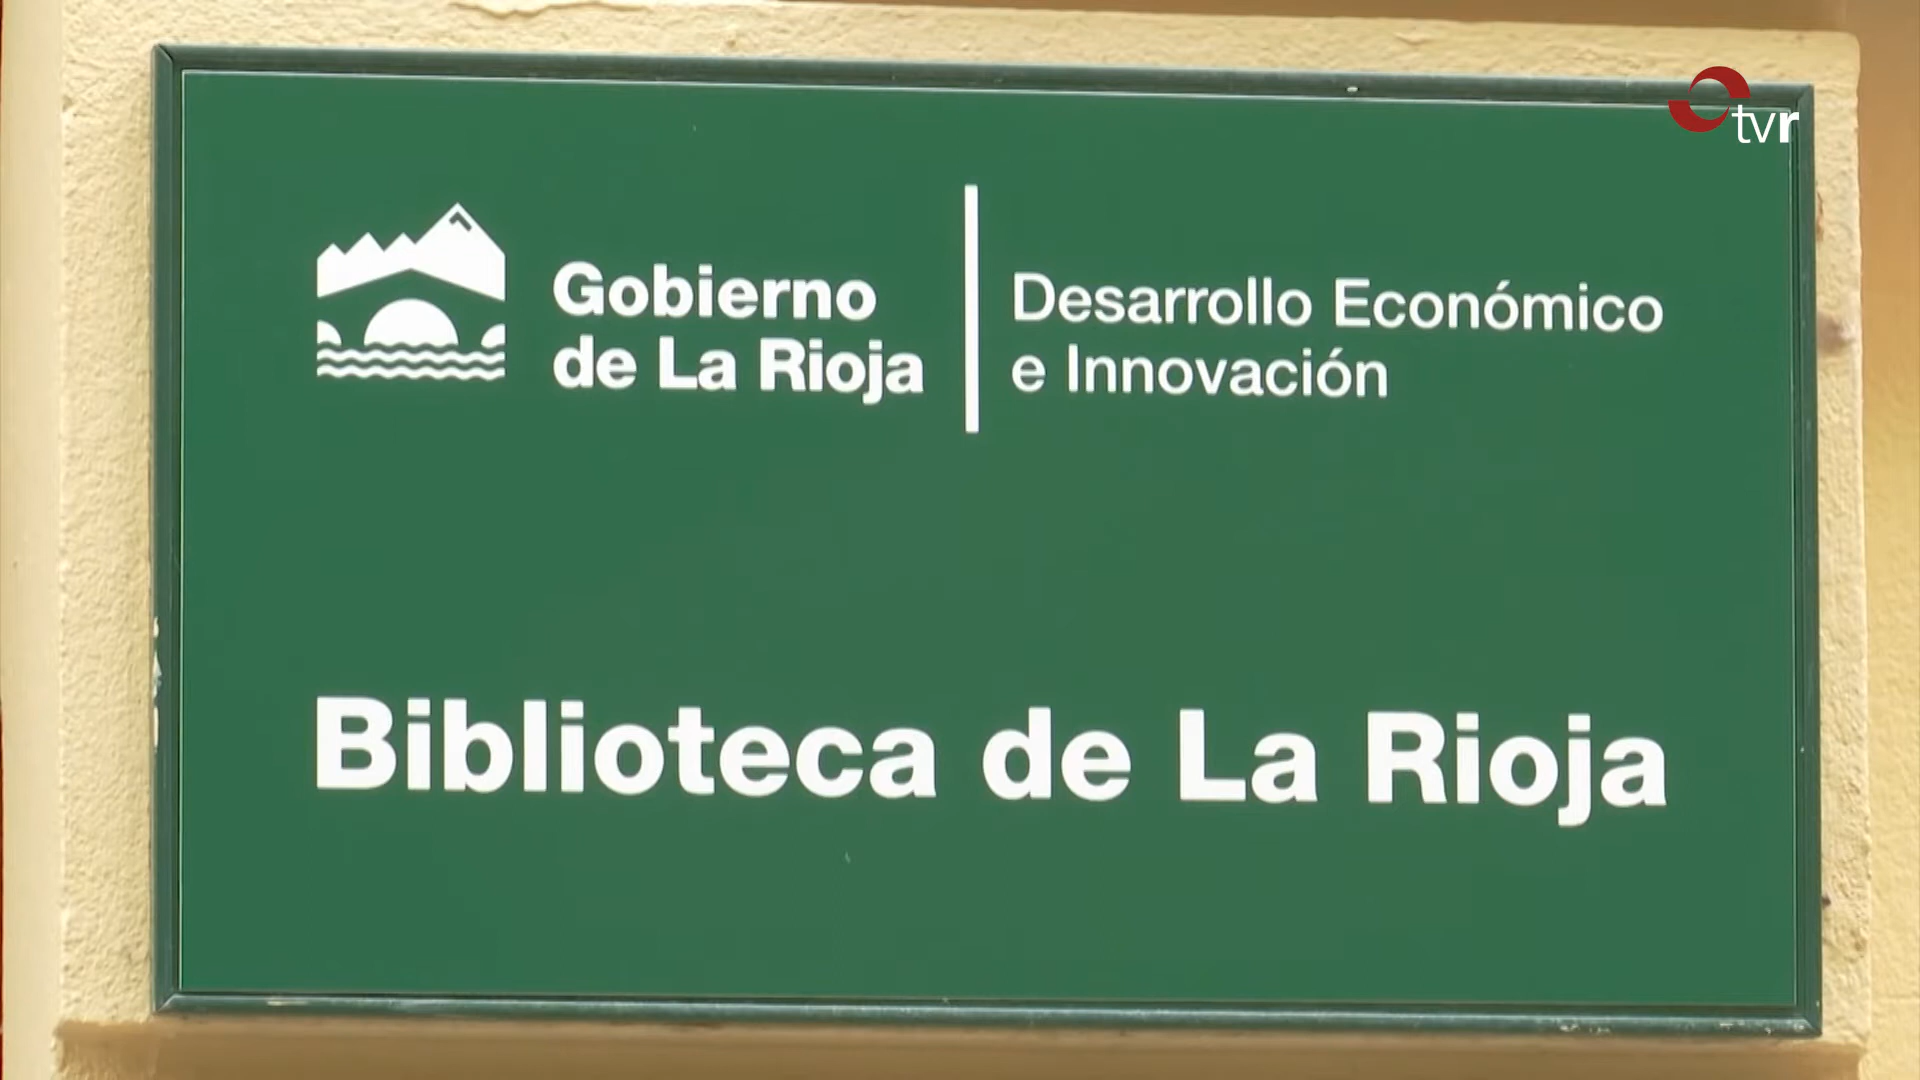 tvr
Gobierno
de La Rioja
Desarrollo Económico
e Innovación
Biblioteca de La Rioja